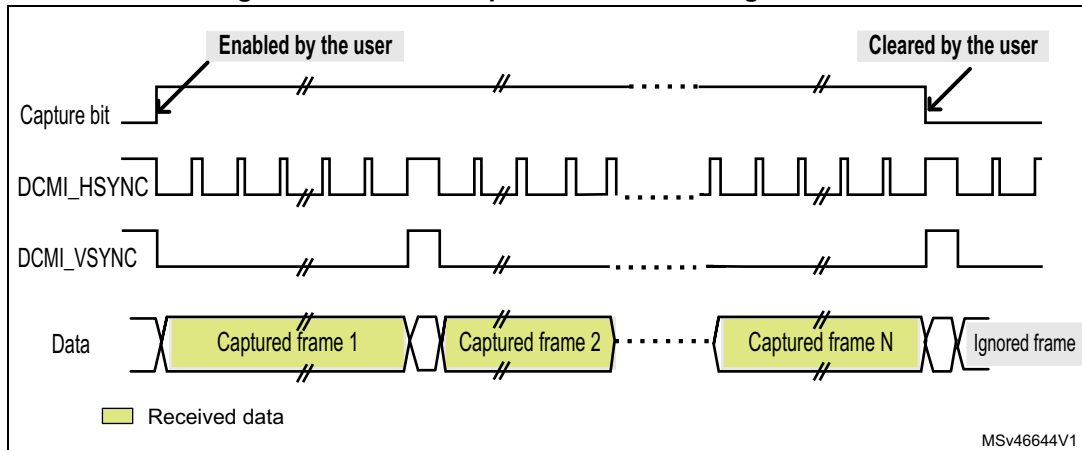 Enabled by the user
Cleared by the user
Capture bit
DCMI_HSYNC
DCMI_VSYNC
Data
Captured frame 1
Captured frame 2
Captured frame N
Ignored frame
Received data
MSv46644V1